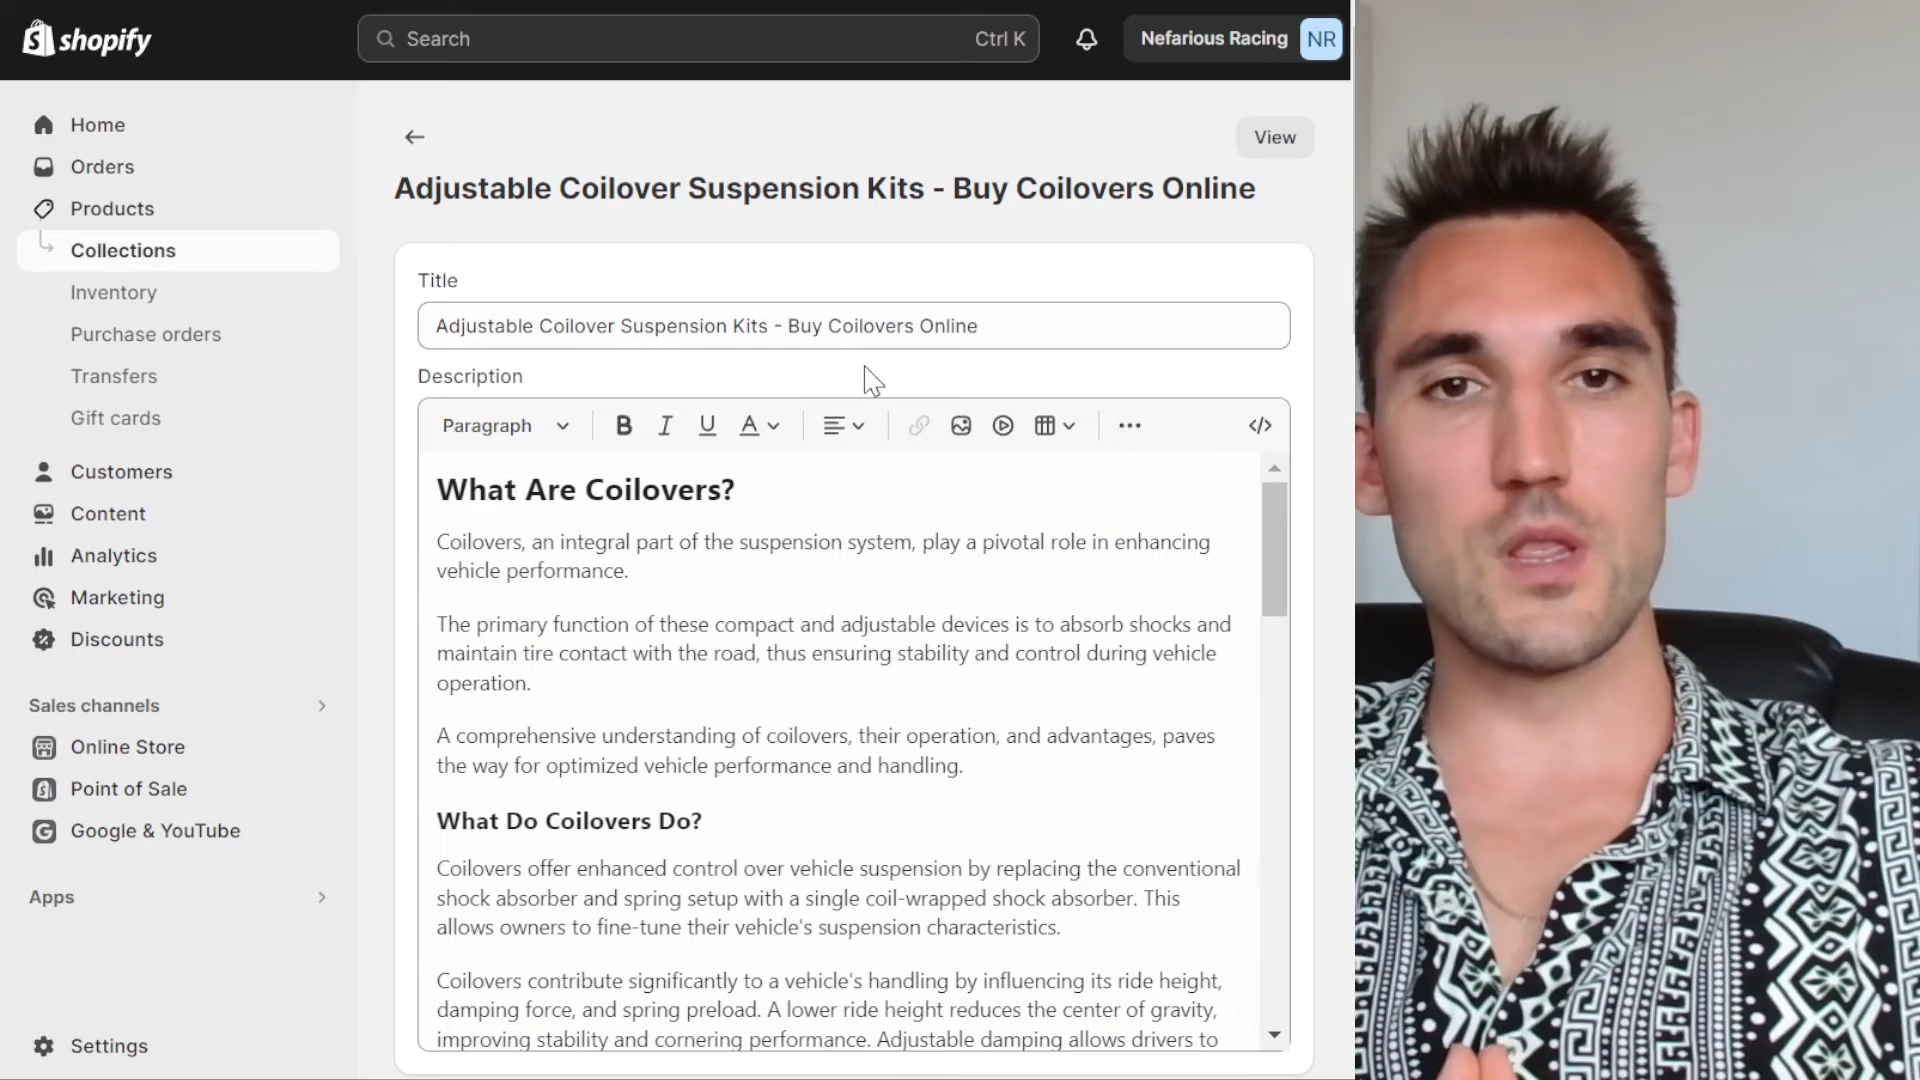 shopify
Search
Ctrl K
Nefarious Racing
NR
Home
Orders
Products
Collections
Inventory
Purchase orders
Transfers
Gift cards
Customers
Content
Analytics
Marketing
Discounts
Sales channels
Online Store
Point of Sale
Google & YouTube
Apps
Settings
View
Adjustable Coilover Suspension Kits - Buy Coilovers Online
Title
Adjustable Coilover Suspension Kits - Buy Coilovers Online
Description
Paragraph
B I U A
What Are Coilovers?
Coilovers, an integral part of the suspension system, play a pivotal role in enhancing
vehicle performance.
The primary function of these compact and adjustable devices is to absorb shocks and
maintain tire contact with the road, thus ensuring stability and control during vehicle
operation.
A comprehensive understanding of coilovers, their operation, and advantages, paves
the way for optimized vehicle performance and handling.
What Do Coilovers Do?
Coilovers offer enhanced control over vehicle suspension by replacing the conventional
shock absorber and spring setup with a single coil-wrapped shock absorber. This
allows owners to fine-tune their vehicle's suspension characteristics.
Coilovers contribute significantly to a vehicle's handling by influencing its ride height,
damping force, and spring preload. A lower ride height reduces the center of gravity,
improving stability and cornering performance. Adjustable damping allows drivers to